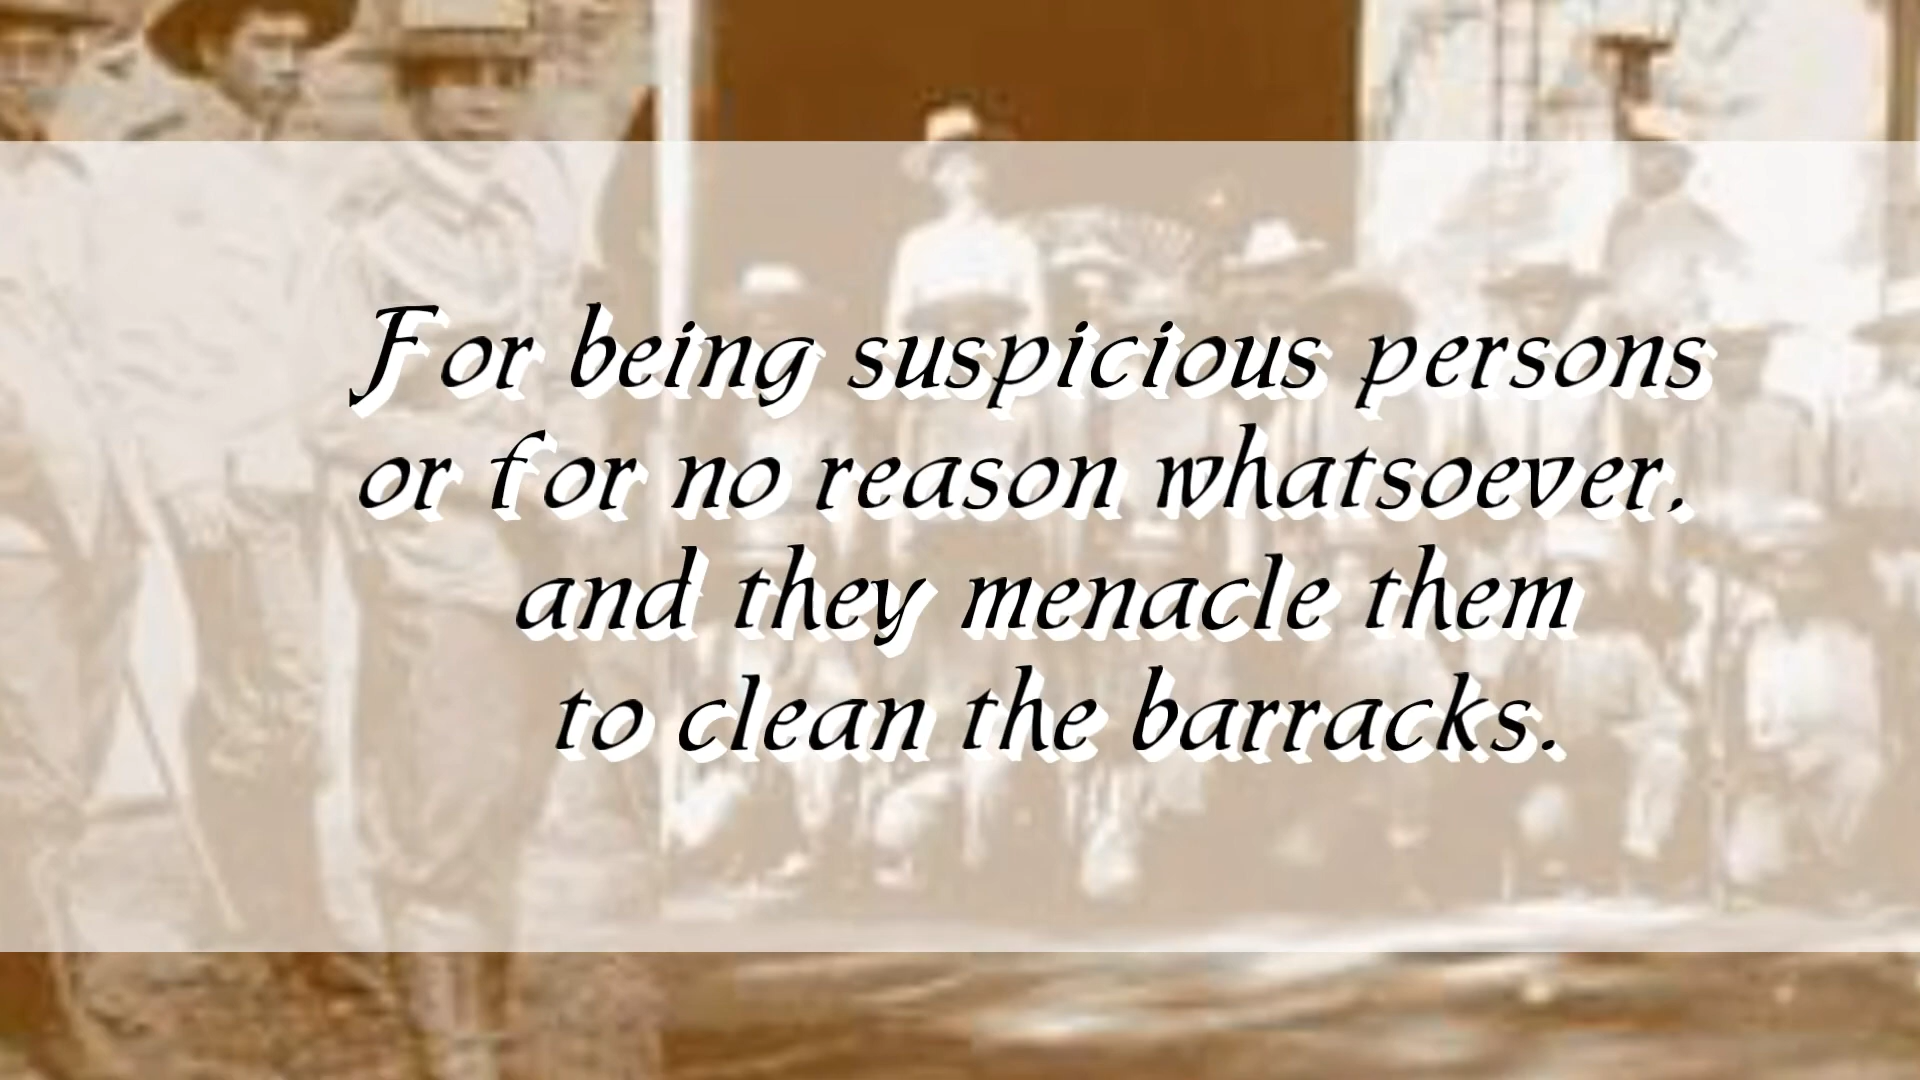 For being suspicious persons
or for no reason whatsoever,
and they menacle them
to clean the barracks.